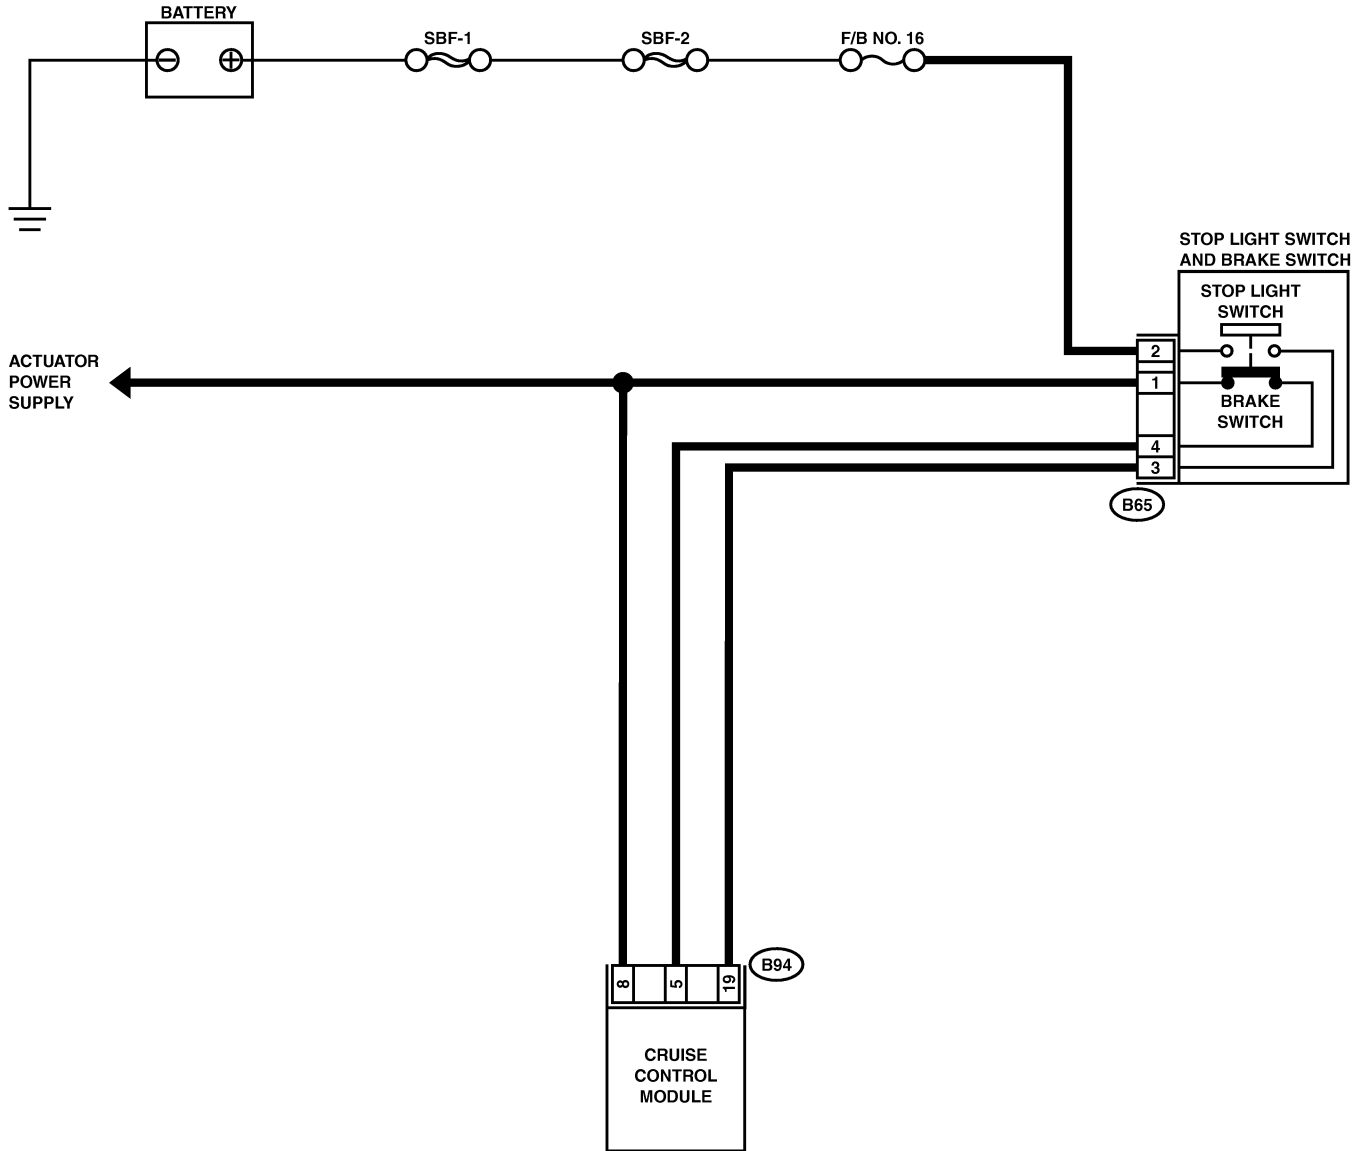 BATTERY
SBF-1
SBF-2
F/B NO. 16
STOP LIGHT SWITCH
AND BRAKE SWITCH
STOP LIGHT
SWITCH
2
1
BRAKE
SWITCH
4
3
B65
ACTUATOR
POWER
SUPPLY
B94
8
5
19
CRUISE
CONTROL
MODULE